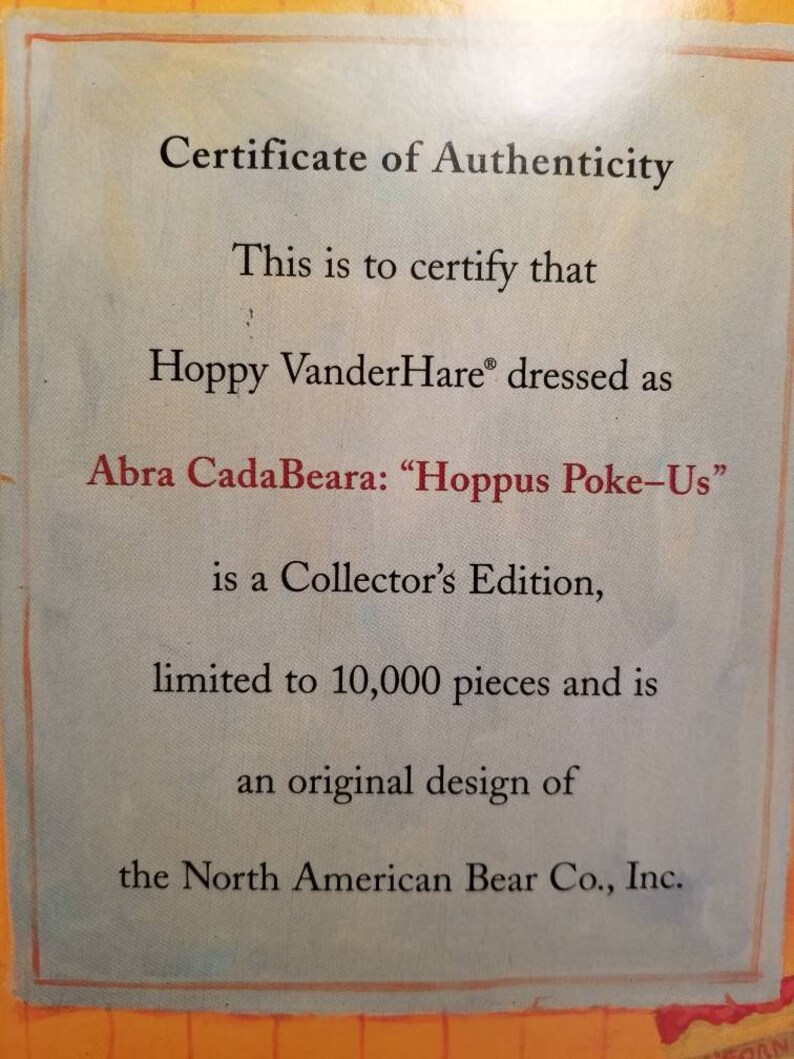 Certificate of Authenticity
This is to certify that
Hoppy VanderHare® dressed as
Abra CadaBeara: “Hoppus Poke–Us”
is a Collector’s Edition,
limited to 10,000 pieces and is
an original design of
the North American Bear Co., Inc.